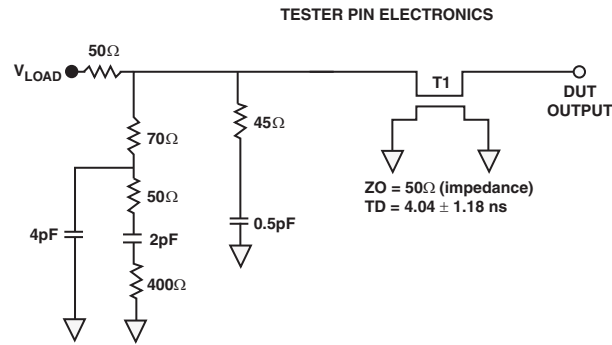 TESTER PIN ELECTRONICS
50Ω
VLOAD
T1
DUT
OUTPUT
70Ω
45Ω
50Ω
ZO = 50Ω (impedance)
TD = 4.04 ± 1.18 ns
4pF
2pF
0.5pF
400Ω